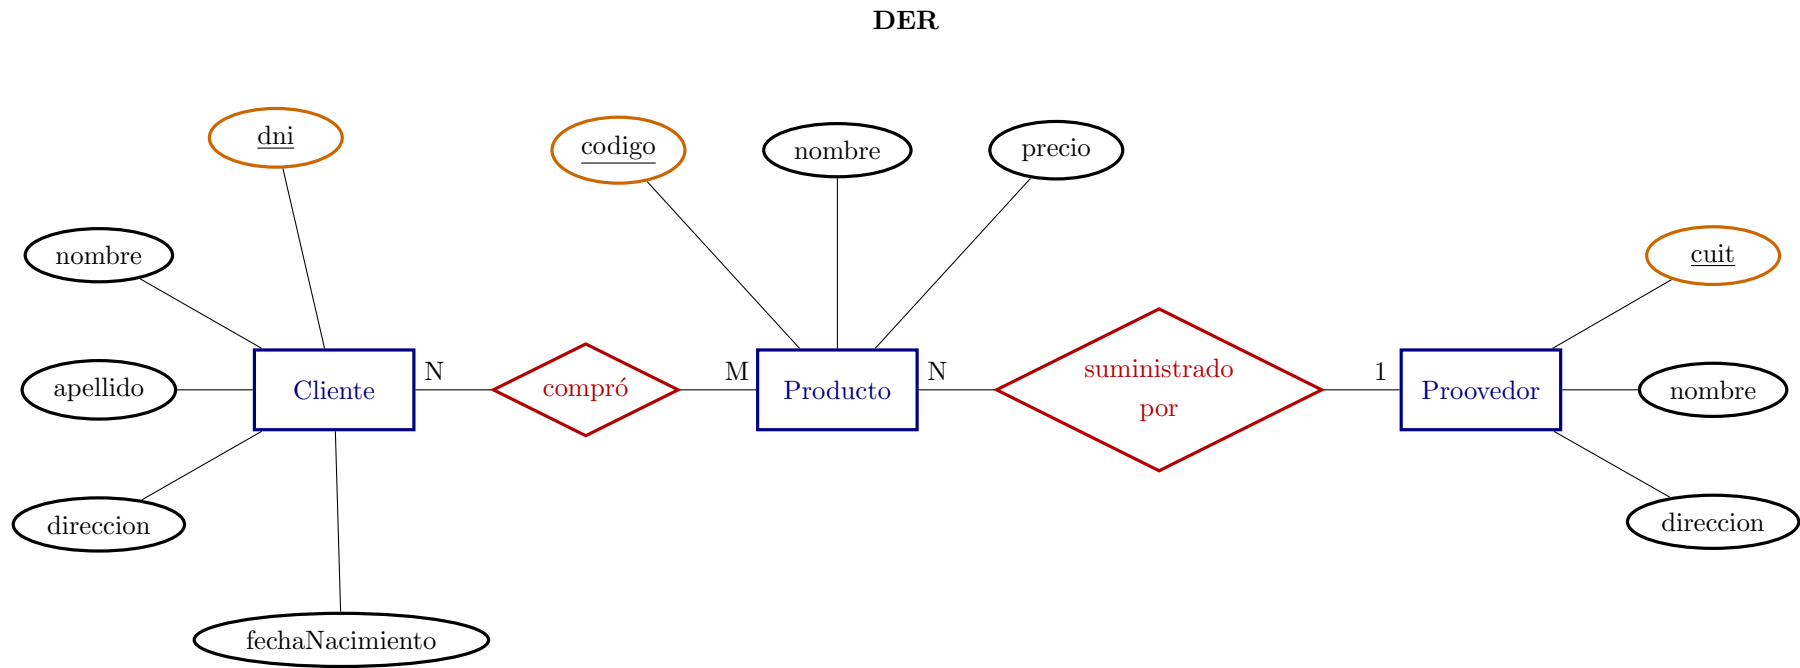 DER
dni
codigo
nombre
precio
nombre
cuit
apellido
Cliente
N
compró
M
Producto
N
suministrado
por
1
Proovedor
nombre
direccion
direccion
fechaNacimiento